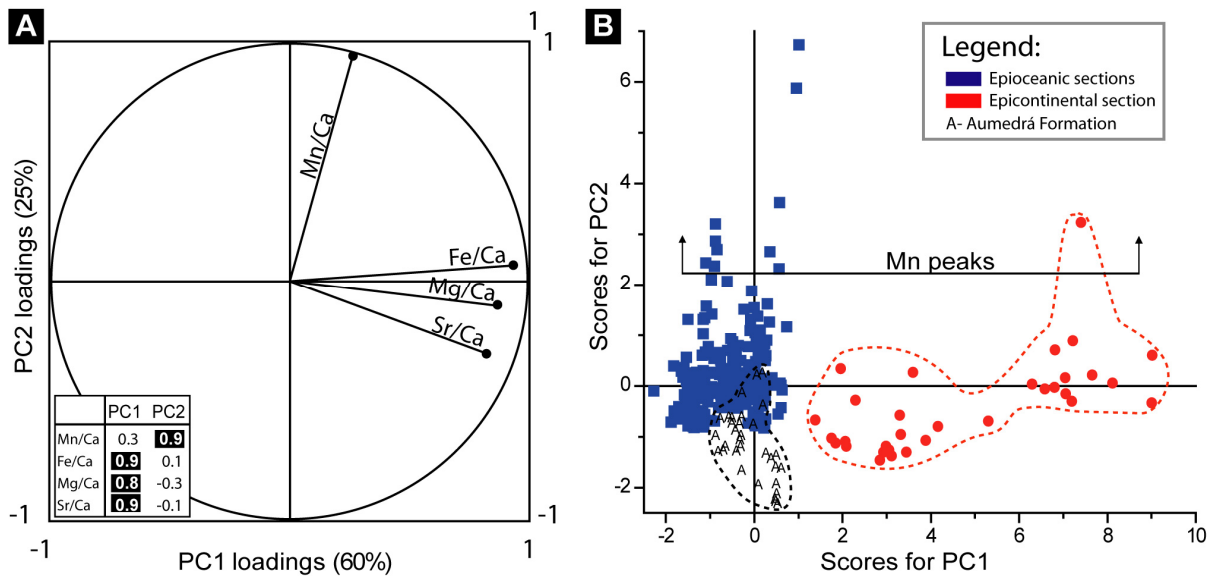 A
1
1
Mn/Ca
Fe/Ca
Mg/Ca
Sr/Ca
PC2 loadings (25%)
PC1 PC2
Mn/Ca 0.3 0.9
Fe/Ca 0.9 0.1
Mg/Ca 0.8 -0.3
Sr/Ca 0.9 -0.1
-1
-1
-1
1
PC1 loadings (60%)
B
Legend:
Epioceanic sections
Epicontinental section
A- Aumedrá Formation
Mn peaks
Scores for PC2
6
4
2
0
-2
A A A A A A A A A A A A A A A A A A A A A A A A A A A A A A
-2 0 2 4 6 8 10
Scores for PC1